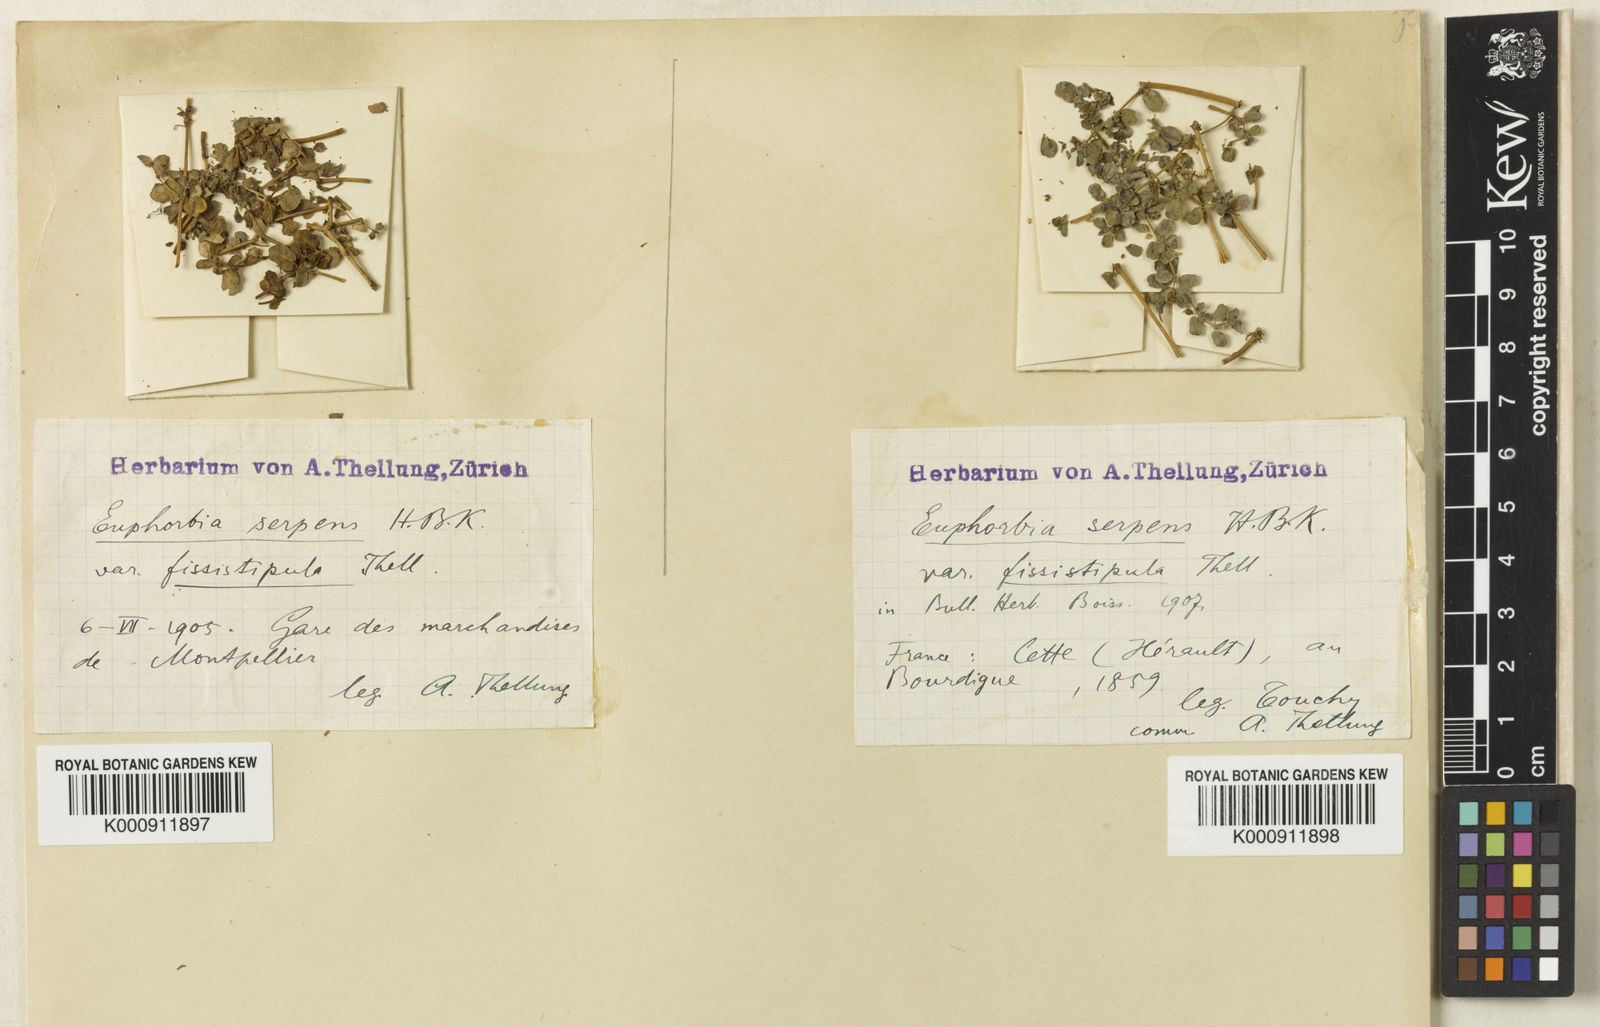 Herbarium von A.Thellung,Zürich
Euphorbia serpens H.B.K.
var. fissistipula Thell.
6-VII-1905. Gare des marchandises
de Montpellier
leg. A. Thellung
ROYAL BOTANIC GARDENS KEW
K000911897
Herbarium von A.Thellung,Zürich
Euphorbia serpens H.B.K.
var. fissistipula Thell.
in Bull. Herb. Boiss. 1907.
France: Cette (Hérault), au
Bourdigue, 1859
leg. Touchy
comm A. Thellung
ROYAL BOTANIC GARDENS KEW
K000911898
Kew
ROYAL BOTANIC GARDENS
copyright reserved
0 1 2 3 4 5 6 7 8 9 10
cm